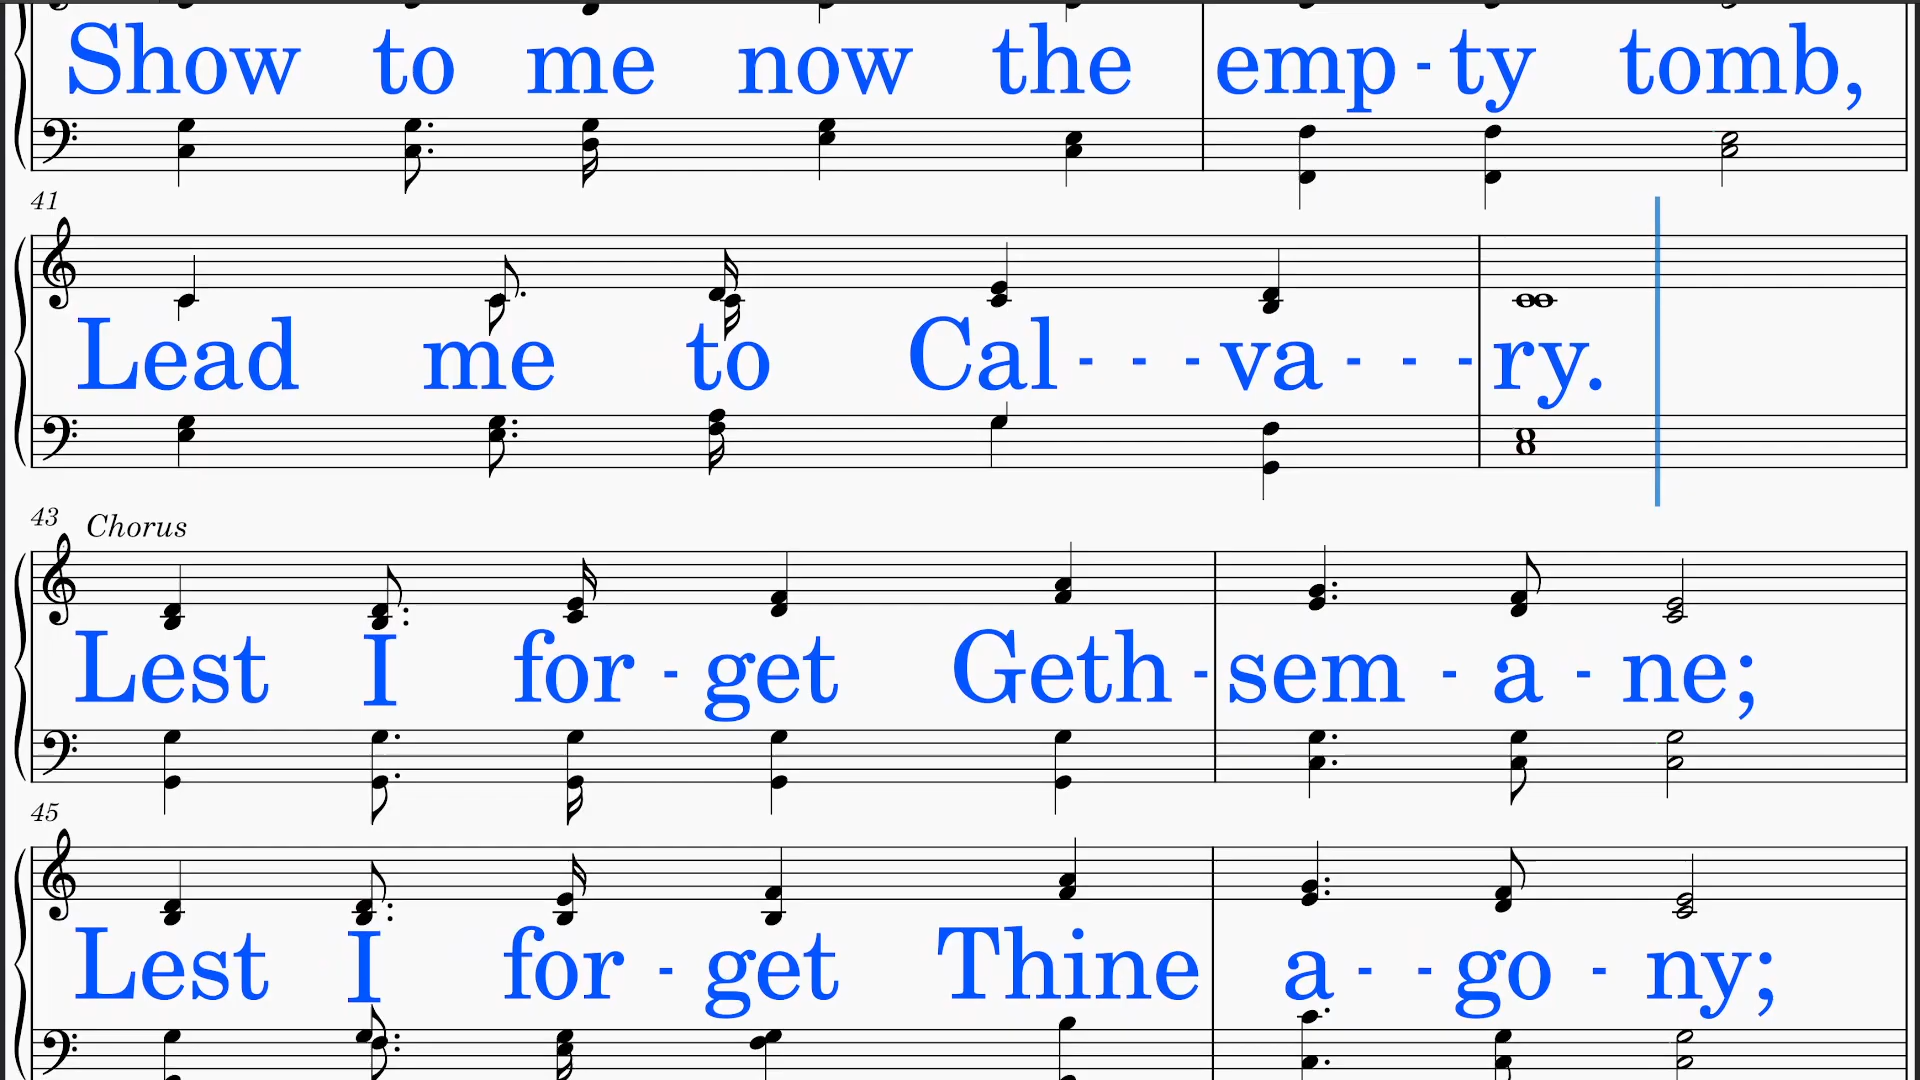 Show to me now the emp - ty tomb,
41
Lead me to Cal - - - va - - - ry.
43 Chorus
Lest I for - get Geth - sem - a - ne;
45
Lest I for - get Thine a - - go - ny;